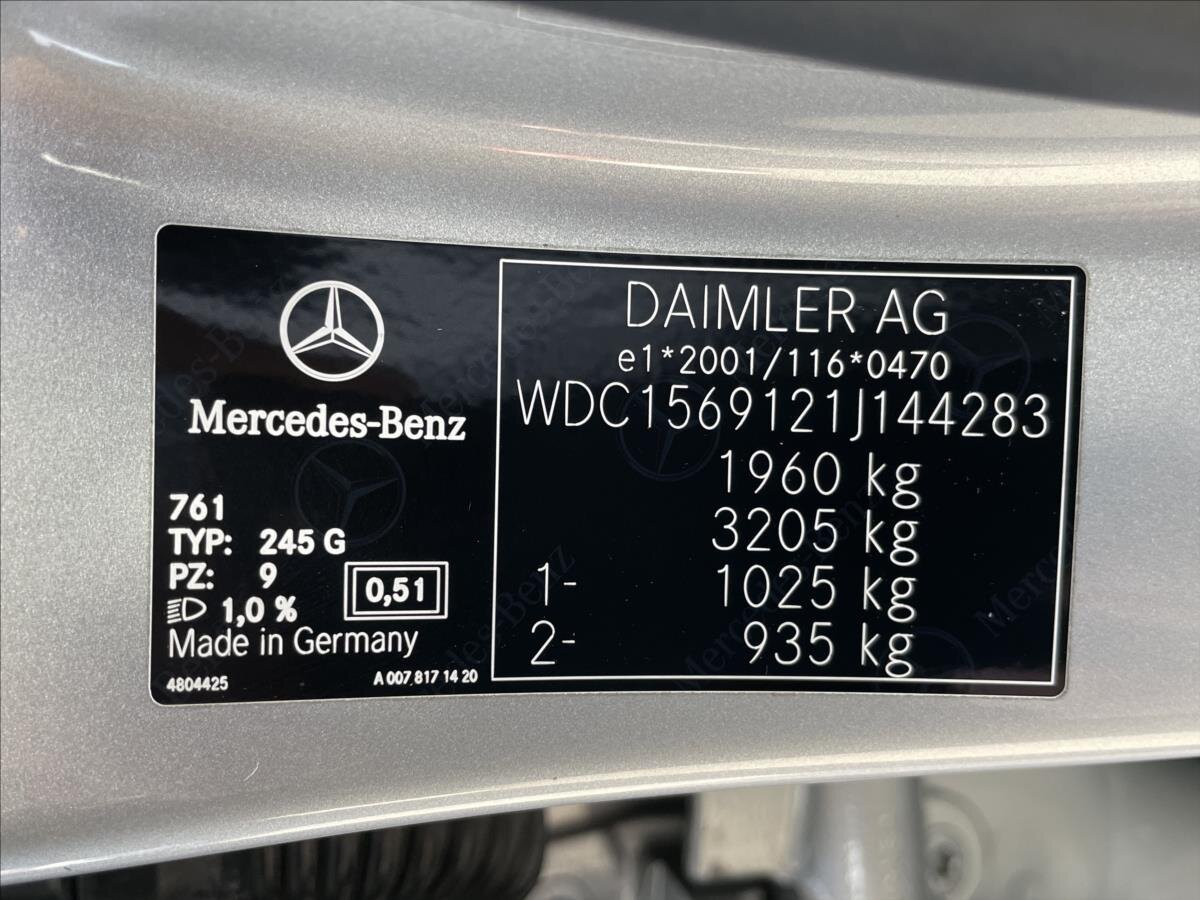 Mercedes-Benz
761
TYP: 245 G
PZ: 9
1,0 %
0,51
Made in Germany
4804425
A 007 817 14 20
DAIMLER AG
e1*2001/116*0470
WDC1569121J144283
1960 kg
3205 kg
1- 1025 kg
2- 935 kg